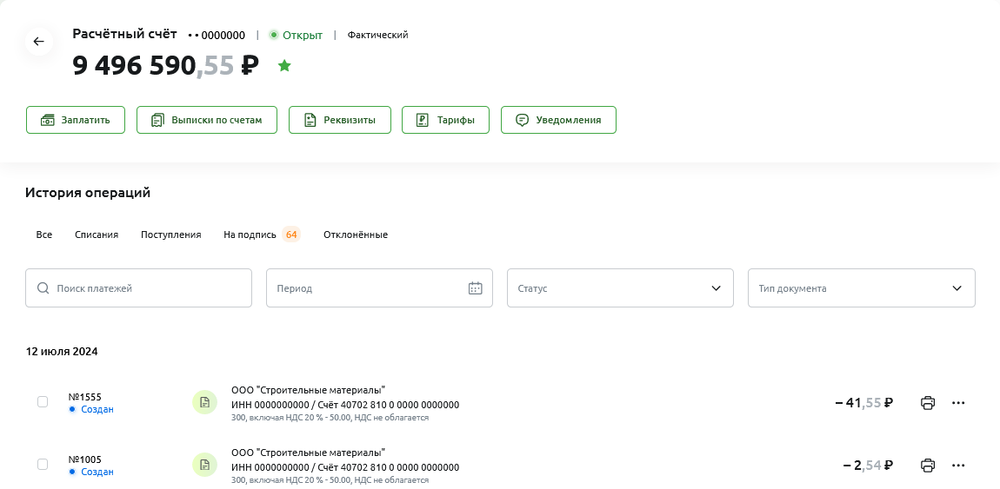 Расчётный счёт • • 0000000 | Открыт | Фактический
9 496 590,55 ₽
Заплатить Выписки по счетам Реквизиты Тарифы Уведомления
История операций
Все Списания Поступления На подпись 64 Отклонённые
Поиск платежей Период Статус Тип документа
12 июля 2024
№1555
Создан
ООО "Строительные материалы"
ИНН 0000000000 / Счёт 40702 810 0 0000 0000000
300, включая НДС 20 % - 50.00, НДС не облагается
– 41,55 ₽
№1005
Создан
ООО "Строительные материалы"
ИНН 0000000000 / Счёт 40702 810 0 0000 0000000
300, включая НДС 20 % - 50.00, НДС не облагается
– 2,54 ₽